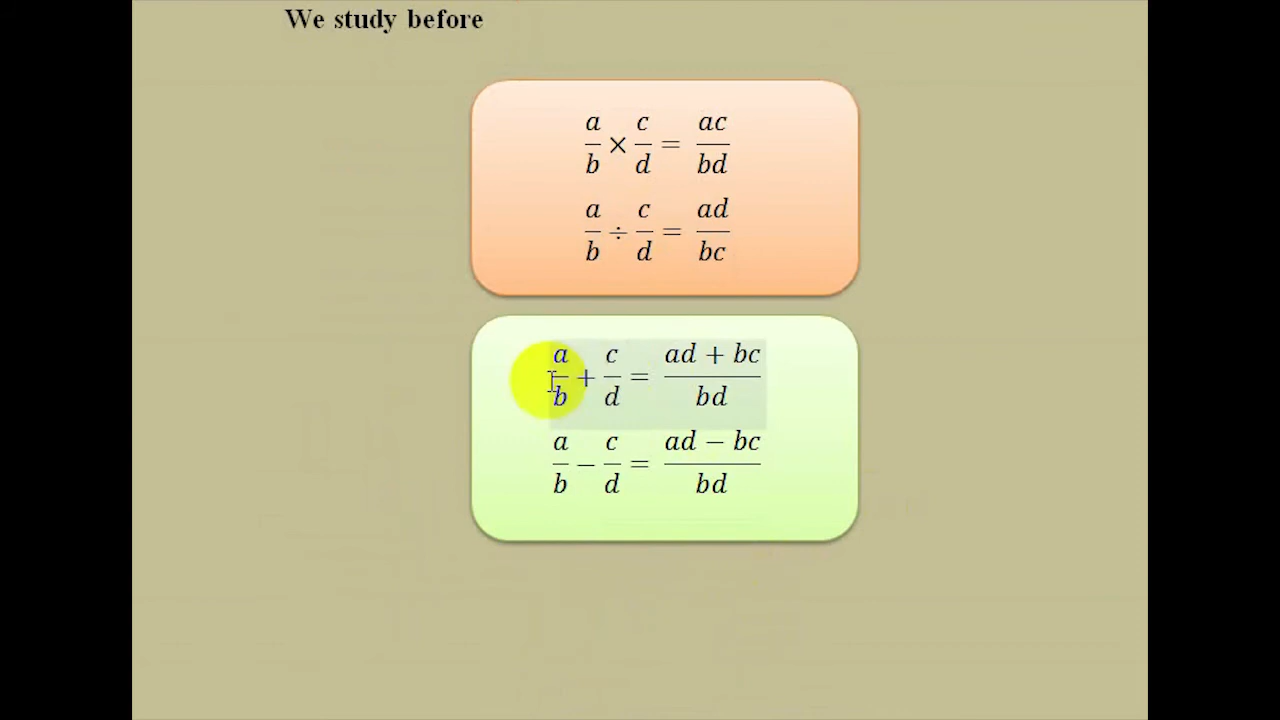 We study before
a/b × c/d = ac/bd
a/b ÷ c/d = ad/bc
a/b + c/d = ad + bc/bd
a/b − c/d = ad − bc/bd